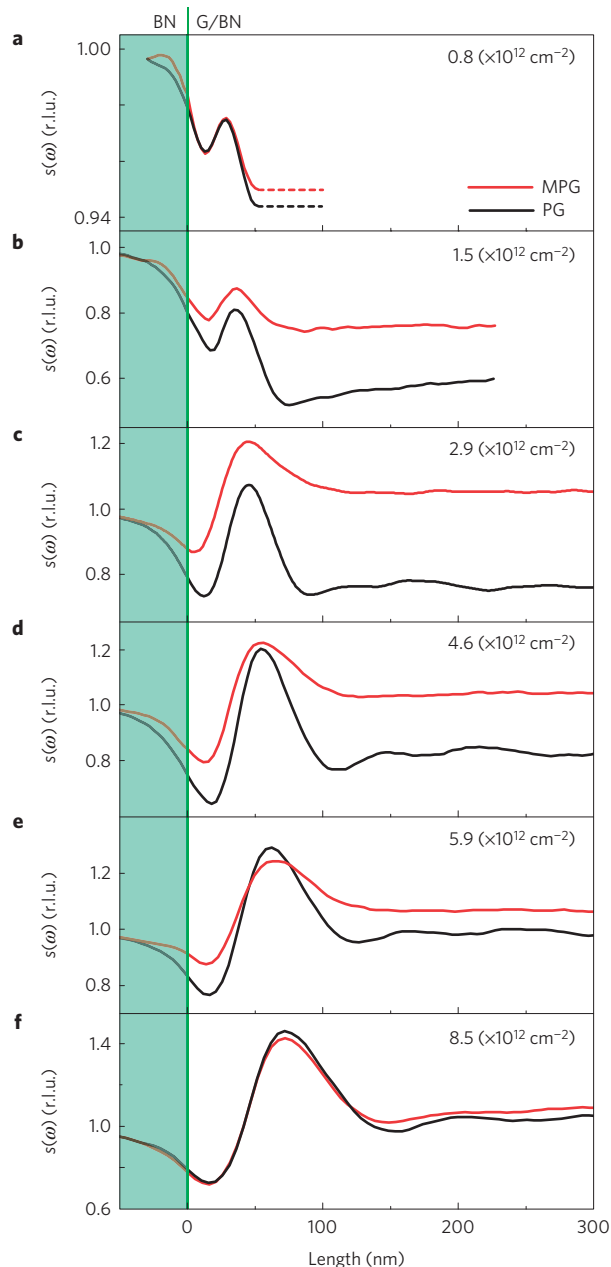 BN G/BN
a
1.00
0.94
s(ω) (r.l.u.)
0.8 (×10¹² cm⁻²)
MPG
PG
b
1.0
0.8
0.6
s(ω) (r.l.u.)
1.5 (×10¹² cm⁻²)
c
1.2
1.0
0.8
s(ω) (r.l.u.)
2.9 (×10¹² cm⁻²)
d
1.2
1.0
0.8
s(ω) (r.l.u.)
4.6 (×10¹² cm⁻²)
e
1.2
1.0
0.8
s(ω) (r.l.u.)
5.9 (×10¹² cm⁻²)
f
1.4
1.0
0.6
s(ω) (r.l.u.)
8.5 (×10¹² cm⁻²)
0 100 200 300
Length (nm)